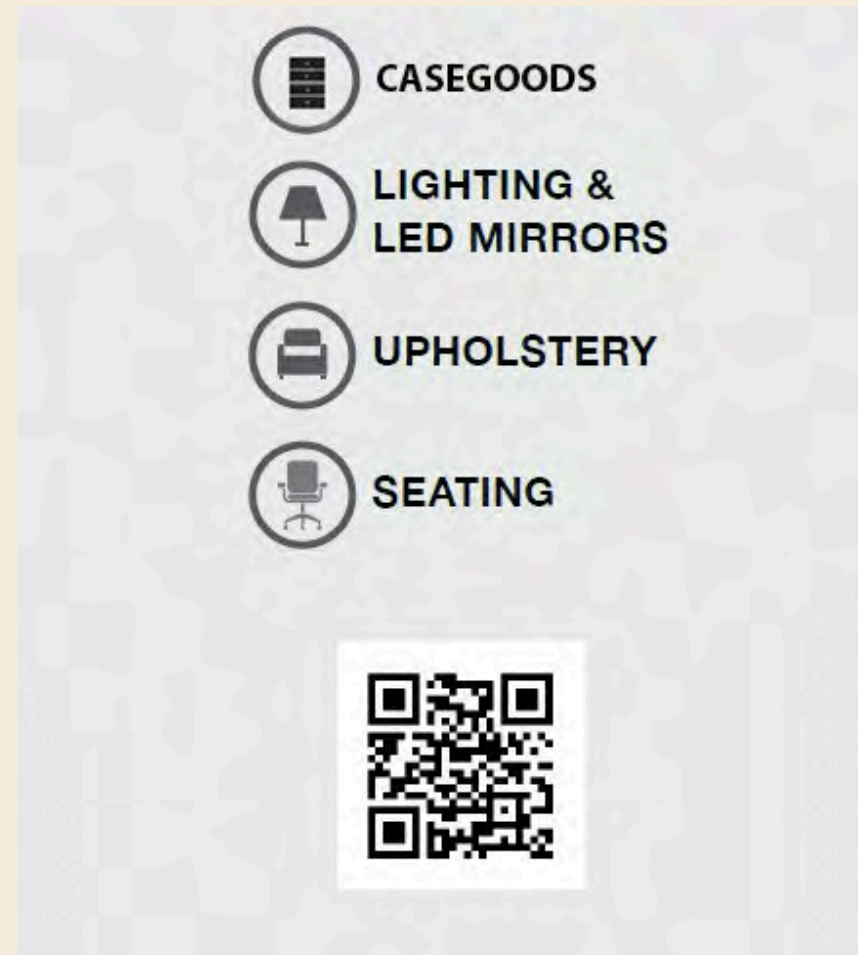 CASEGOODS
LIGHTING &
LED MIRRORS
UPHOLSTERY
SEATING